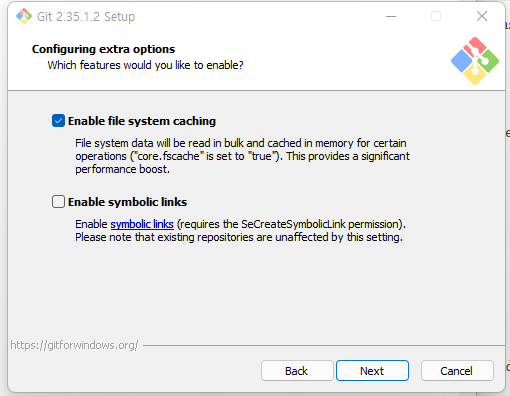 Git 2.35.1.2 Setup
Configuring extra options
Which features would you like to enable?
Enable file system caching
File system data will be read in bulk and cached in memory for certain
operations ("core.fscache" is set to "true"). This provides a significant
performance boost.
Enable symbolic links
Enable symbolic links (requires the SeCreateSymbolicLink permission).
Please note that existing repositories are unaffected by this setting.
https://gitforwindows.org/
Back
Next
Cancel